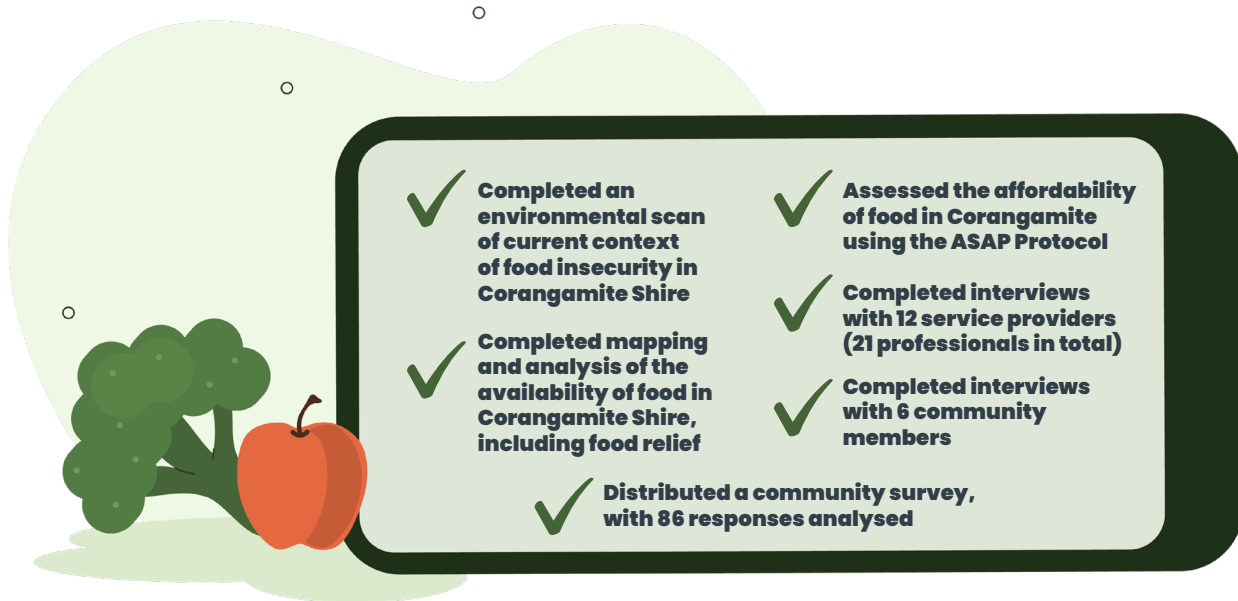 Completed an
environmental scan
of current context
of food insecurity in
Corangamite Shire
Completed mapping
and analysis of the
availability of food in
Corangamite Shire,
including food relief
Assessed the affordability
of food in Corangamite
using the ASAP Protocol
Completed interviews
with 12 service providers
(21 professionals in total)
Completed interviews
with 6 community
members
Distributed a community survey,
with 86 responses analysed